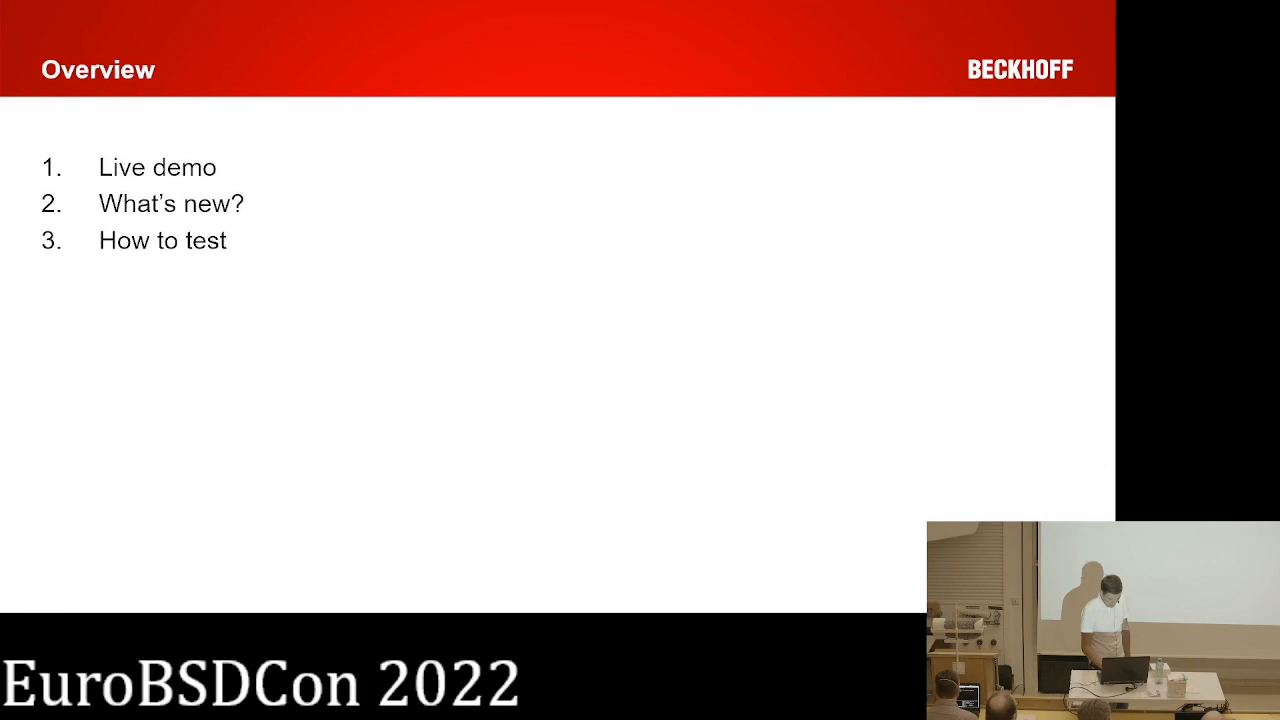 Overview
BECKHOFF
1. Live demo
2. What's new?
3. How to test
EuroBSDCon 2022